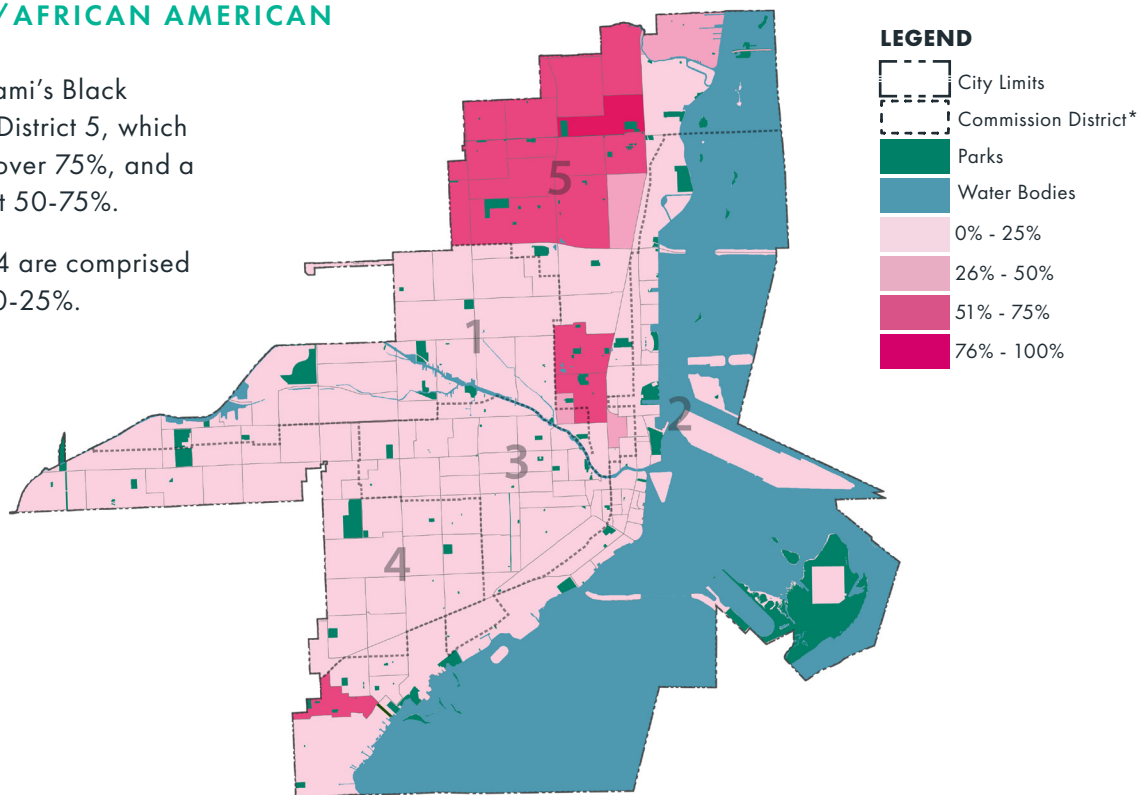 /AFRICAN AMERICAN
ami's Black
District 5, which
over 75%, and a
t 50-75%.
4 are comprised
0-25%.
LEGEND
City Limits
Commission District*
Parks
Water Bodies
0% - 25%
26% - 50%
51% - 75%
76% - 100%
5
1
2
3
4